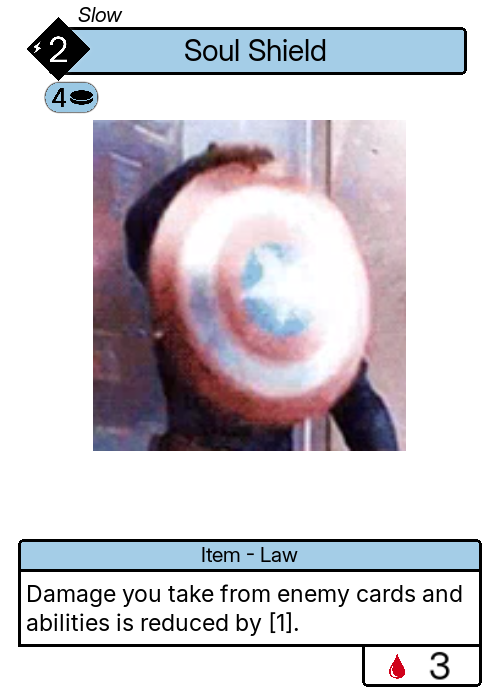 Slow
2
Soul Shield
4
Item - Law
Damage you take from enemy cards and
abilities is reduced by [1].
3